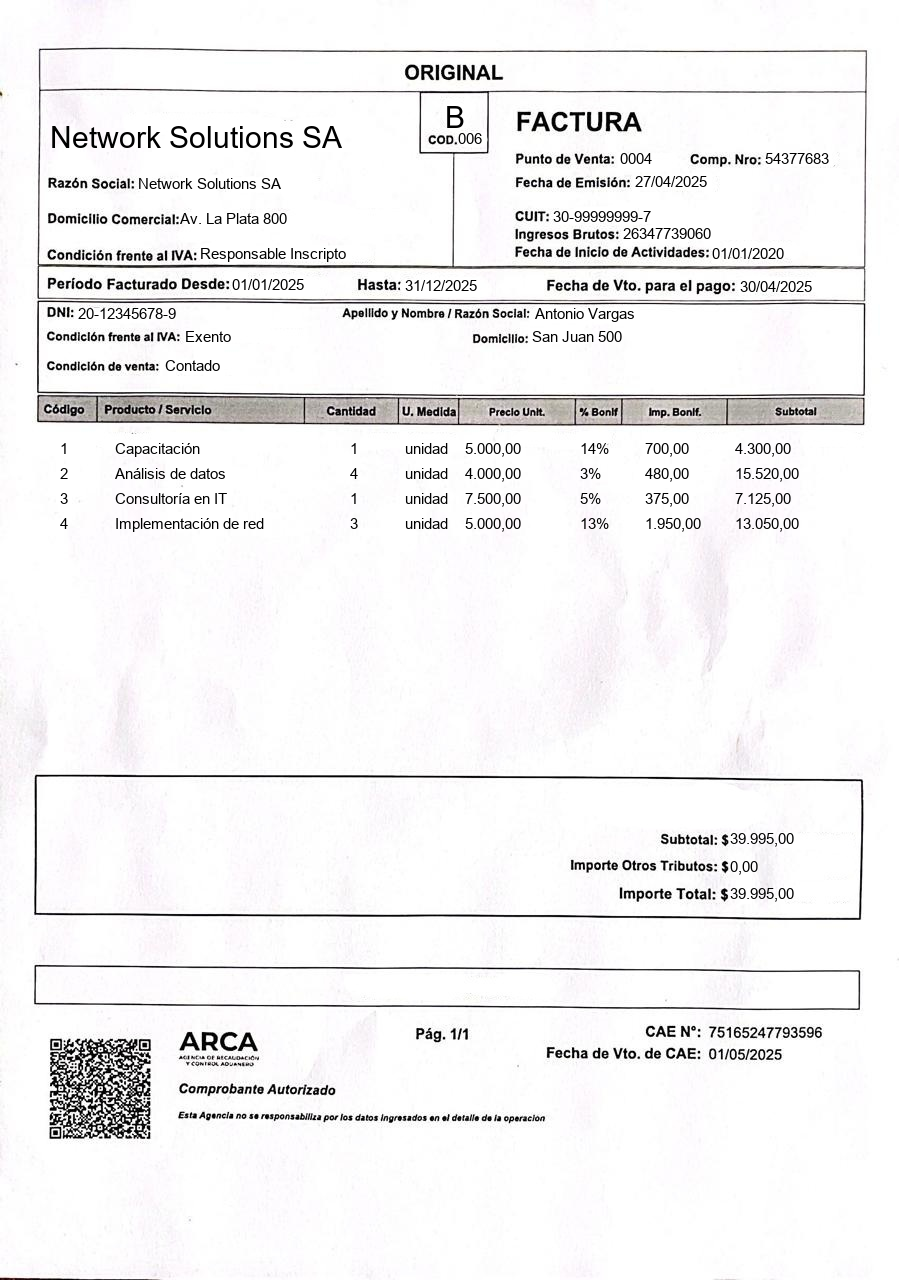 ORIGINAL
Network Solutions SA
B
COD.006
FACTURA
Punto de Venta: 0004 Comp. Nro: 54377683
Razón Social: Network Solutions SA
Fecha de Emisión: 27/04/2025
Domicilio Comercial:Av. La Plata 800
CUIT: 30-99999999-7
Ingresos Brutos: 26347739060
Condición frente al IVA: Responsable Inscripto
Fecha de Inicio de Actividades: 01/01/2020
Período Facturado Desde: 01/01/2025 Hasta: 31/12/2025 Fecha de Vto. para el pago: 30/04/2025
DNI: 20-12345678-9 Apellido y Nombre / Razón Social: Antonio Vargas
Condición frente al IVA: Exento Domicilio: San Juan 500
Condición de venta: Contado
Código Producto / Servicio Cantidad U. Medida Precio Unit. % Bonif Imp. Bonif. Subtotal
1 Capacitación 1 unidad 5.000,00 14% 700,00 4.300,00
2 Análisis de datos 4 unidad 4.000,00 3% 480,00 15.520,00
3 Consultoría en IT 1 unidad 7.500,00 5% 375,00 7.125,00
4 Implementación de red 3 unidad 5.000,00 13% 1.950,00 13.050,00
Subtotal: $39.995,00
Importe Otros Tributos: $0,00
Importe Total: $39.995,00
ARCA
AGENCIA DE RECAUDACIÓN
Y CONTROL ADUANERO
Pág. 1/1
CAE N°: 75165247793596
Fecha de Vto. de CAE: 01/05/2025
Comprobante Autorizado
Esta Agencia no se responsabiliza por los datos ingresados en el detalle de la operación